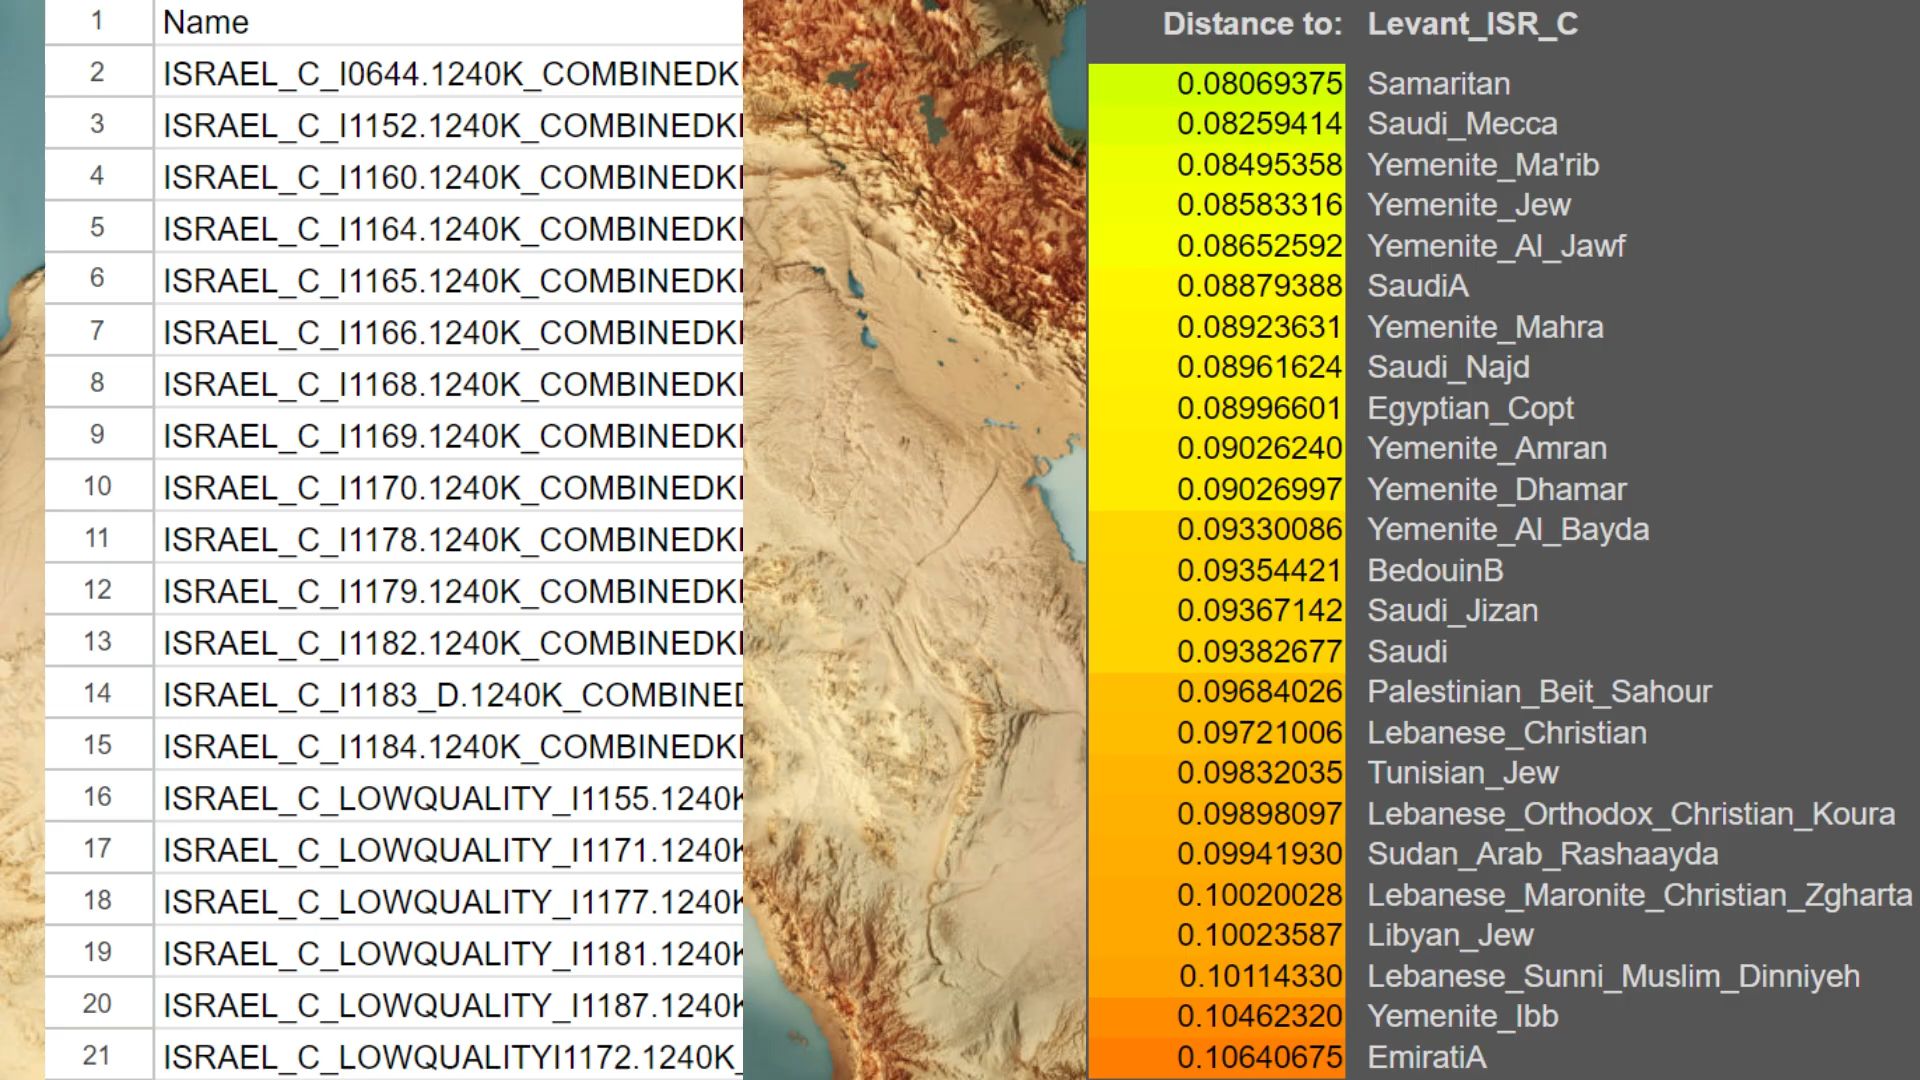 1 Name
2 ISRAEL_C_I0644.1240K_COMBINEDK
3 ISRAEL_C_I1152.1240K_COMBINEDK
4 ISRAEL_C_I1160.1240K_COMBINEDK
5 ISRAEL_C_I1164.1240K_COMBINEDK
6 ISRAEL_C_I1165.1240K_COMBINEDK
7 ISRAEL_C_I1166.1240K_COMBINEDK
8 ISRAEL_C_I1168.1240K_COMBINEDK
9 ISRAEL_C_I1169.1240K_COMBINEDK
10 ISRAEL_C_I1170.1240K_COMBINEDK
11 ISRAEL_C_I1178.1240K_COMBINEDK
12 ISRAEL_C_I1179.1240K_COMBINEDK
13 ISRAEL_C_I1182.1240K_COMBINEDK
14 ISRAEL_C_I1183_D.1240K_COMBINED
15 ISRAEL_C_I1184.1240K_COMBINEDK
16 ISRAEL_C_LOWQUALITY_I1155.1240K
17 ISRAEL_C_LOWQUALITY_I1171.1240K
18 ISRAEL_C_LOWQUALITY_I1177.1240K
19 ISRAEL_C_LOWQUALITY_I1181.1240K
20 ISRAEL_C_LOWQUALITY_I1187.1240K
21 ISRAEL_C_LOWQUALITYI1172.1240K_
Distance to: Levant_ISR_C
0.08069375 Samaritan
0.08259414 Saudi_Mecca
0.08495358 Yemenite_Ma'rib
0.08583316 Yemenite_Jew
0.08652592 Yemenite_Al_Jawf
0.08879388 SaudiA
0.08923631 Yemenite_Mahra
0.08961624 Saudi_Najd
0.08996601 Egyptian_Copt
0.09026240 Yemenite_Amran
0.09026997 Yemenite_Dhamar
0.09330086 Yemenite_Al_Bayda
0.09354421 BedouinB
0.09367142 Saudi_Jizan
0.09382677 Saudi
0.09684026 Palestinian_Beit_Sahour
0.09721006 Lebanese_Christian
0.09832035 Tunisian_Jew
0.09898097 Lebanese_Orthodox_Christian_Koura
0.09941930 Sudan_Arab_Rashaayda
0.10020028 Lebanese_Maronite_Christian_Zgharta
0.10023587 Libyan_Jew
0.10114330 Lebanese_Sunni_Muslim_Dinniyeh
0.10462320 Yemenite_Ibb
0.10640675 EmiratiA